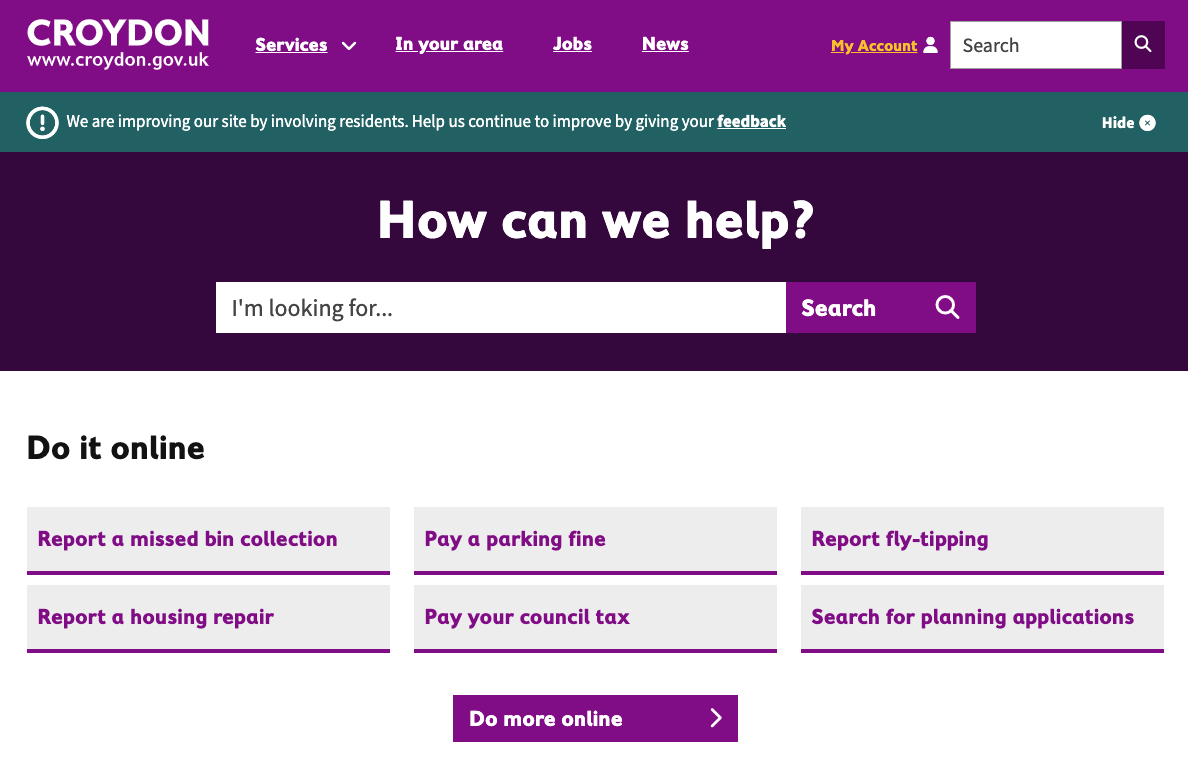 CROYDON
www.croydon.gov.uk
Services
In your area
Jobs
News
My Account
Search
We are improving our site by involving residents. Help us continue to improve by giving your feedback
Hide
How can we help?
I'm looking for...
Search
Do it online
Report a missed bin collection
Pay a parking fine
Report fly-tipping
Report a housing repair
Pay your council tax
Search for planning applications
Do more online